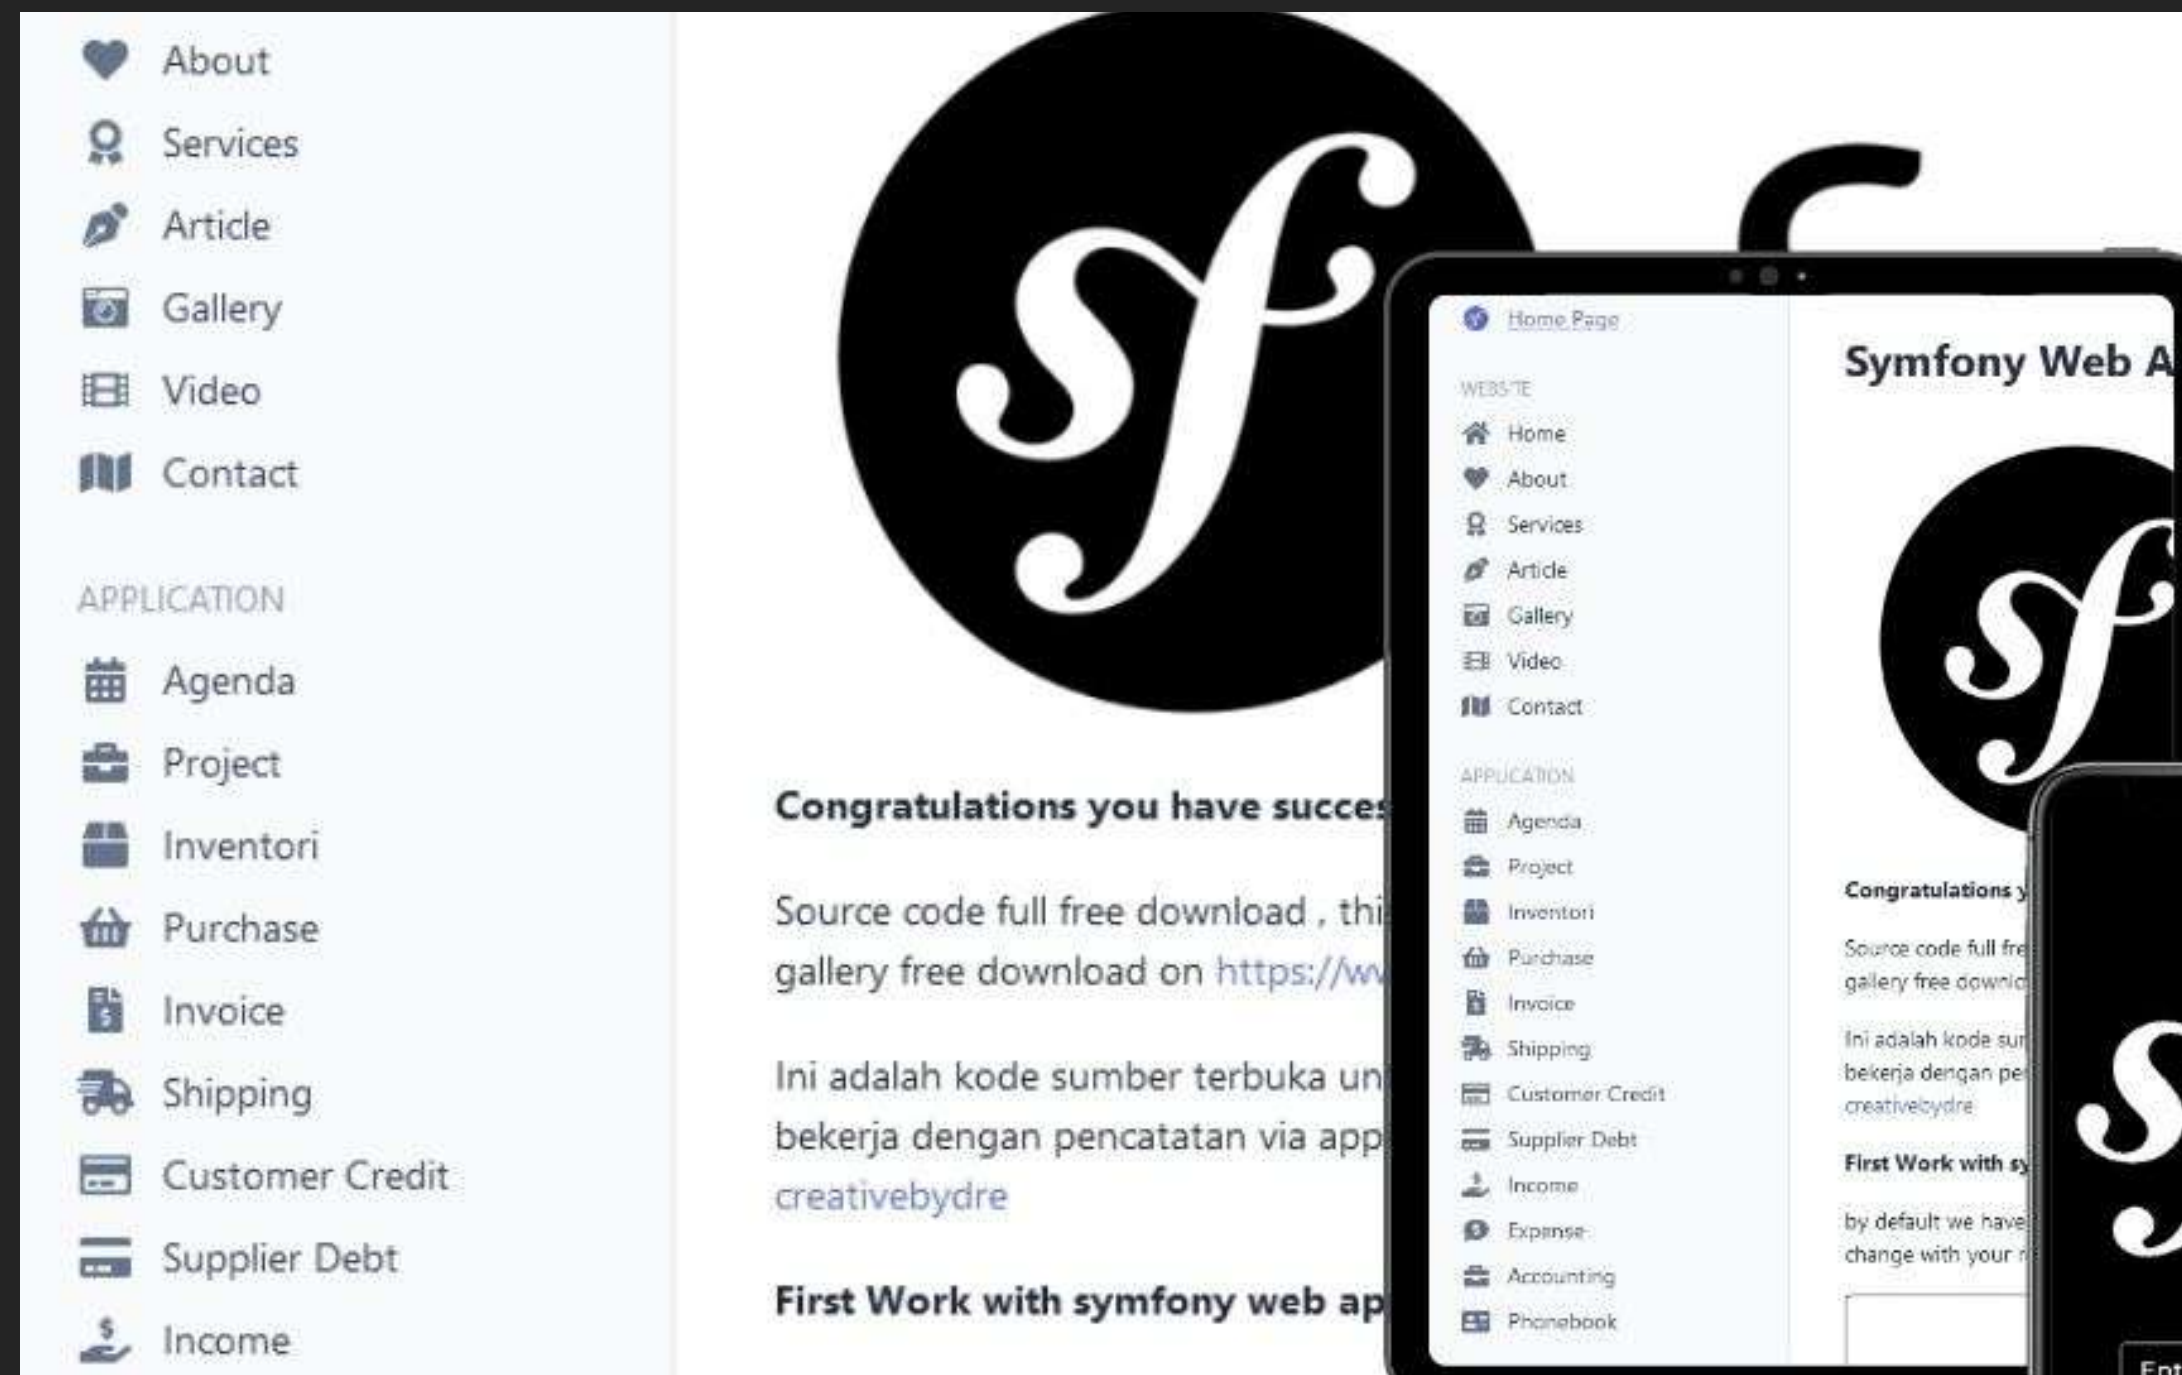 About
Services
Article
Gallery
Video
Contact
APPLICATION
Agenda
Project
Inventori
Purchase
Invoice
Shipping
Customer Credit
Supplier Debt
Income
Congratulations you have succes
Source code full free download , thi
gallery free download on https://w
Ini adalah kode sumber terbuka un
bekerja dengan pencatatan via app
creativebydre
First Work with symfony web ap
Home Page
WEBSITE
Home
About
Services
Article
Gallery
Video
Contact
APPLICATION
Agenda
Project
Inventori
Purchase
Invoice
Shipping
Customer Credit
Supplier Debt
Income
Expense
Accounting
Phonebook
Symfony Web A
Congratulations y
Source code full fre
gallery free downlo
Ini adalah kode sum
bekerja dengan pe
creativebydre
First Work with sy
by default we have
change with your r
Ent